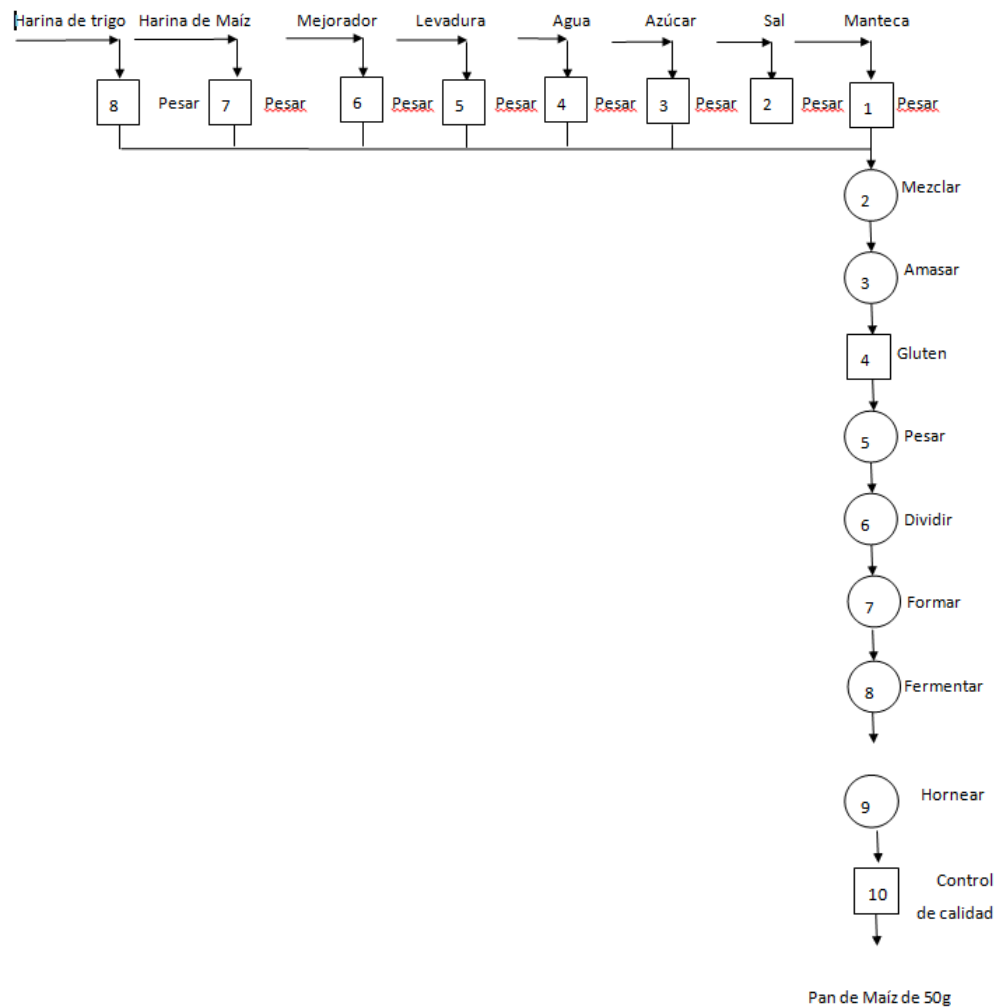 Harina de trigo Harina de Maíz Mejorador Levadura Agua Azúcar Sal Manteca
8 Pesar 7 Pesar 6 Pesar 5 Pesar 4 Pesar 3 Pesar 2 Pesar 1 Pesar
2 Mezclar
3 Amasar
4 Gluten
5 Pesar
6 Dividir
7 Formar
8 Fermentar
9 Hornear
10 Control
de calidad
Pan de Maíz de 50g